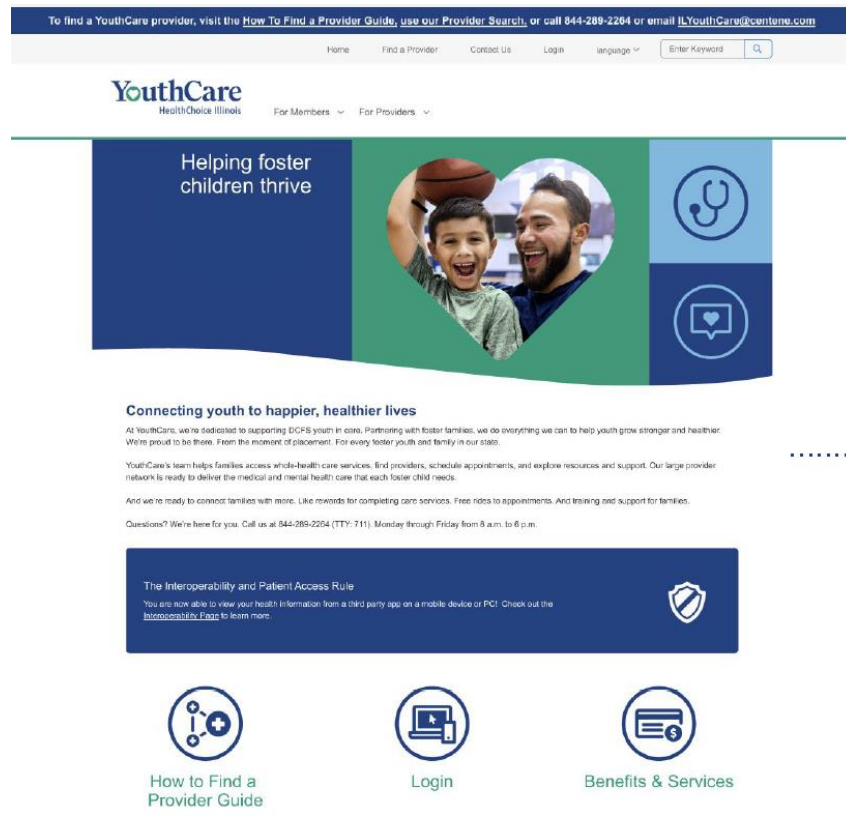 To find a YouthCare provider, visit the How To Find a Provider Guide, use our Provider Search, or call 844-289-2264 or email ILYouthCare@centene.com
Home Find a Provider Contact Us Login language Enter Keyword
YouthCare
HealthChoice Illinois
For Members For Providers
Helping foster
children thrive
Connecting youth to happier, healthier lives
At YouthCare, we're dedicated to supporting DCFS youth in care. Partnering with foster families, we do everything we can to help youth grow stronger and healthier.
We're proud to be there. From the moment of placement. For every foster youth and family in our state.
YouthCare's team helps families access whole-health care services, find providers, schedule appointments, and explore resources and support. Our large provider
network is ready to deliver the medical and mental health care that each foster child needs.
And we're ready to connect families with more. Like rewards for completing care services. Free rides to appointments. And training and support for families.
Questions? We're here for you. Call us at 844-289-2264 (TTY: 711). Monday through Friday from 8 a.m. to 6 p.m.
The Interoperability and Patient Access Rule
You are now able to view your health information from a third party app on a mobile device or PC! Check out the
Interoperability Page to learn more.
How to Find a
Provider Guide
Login
Benefits & Services